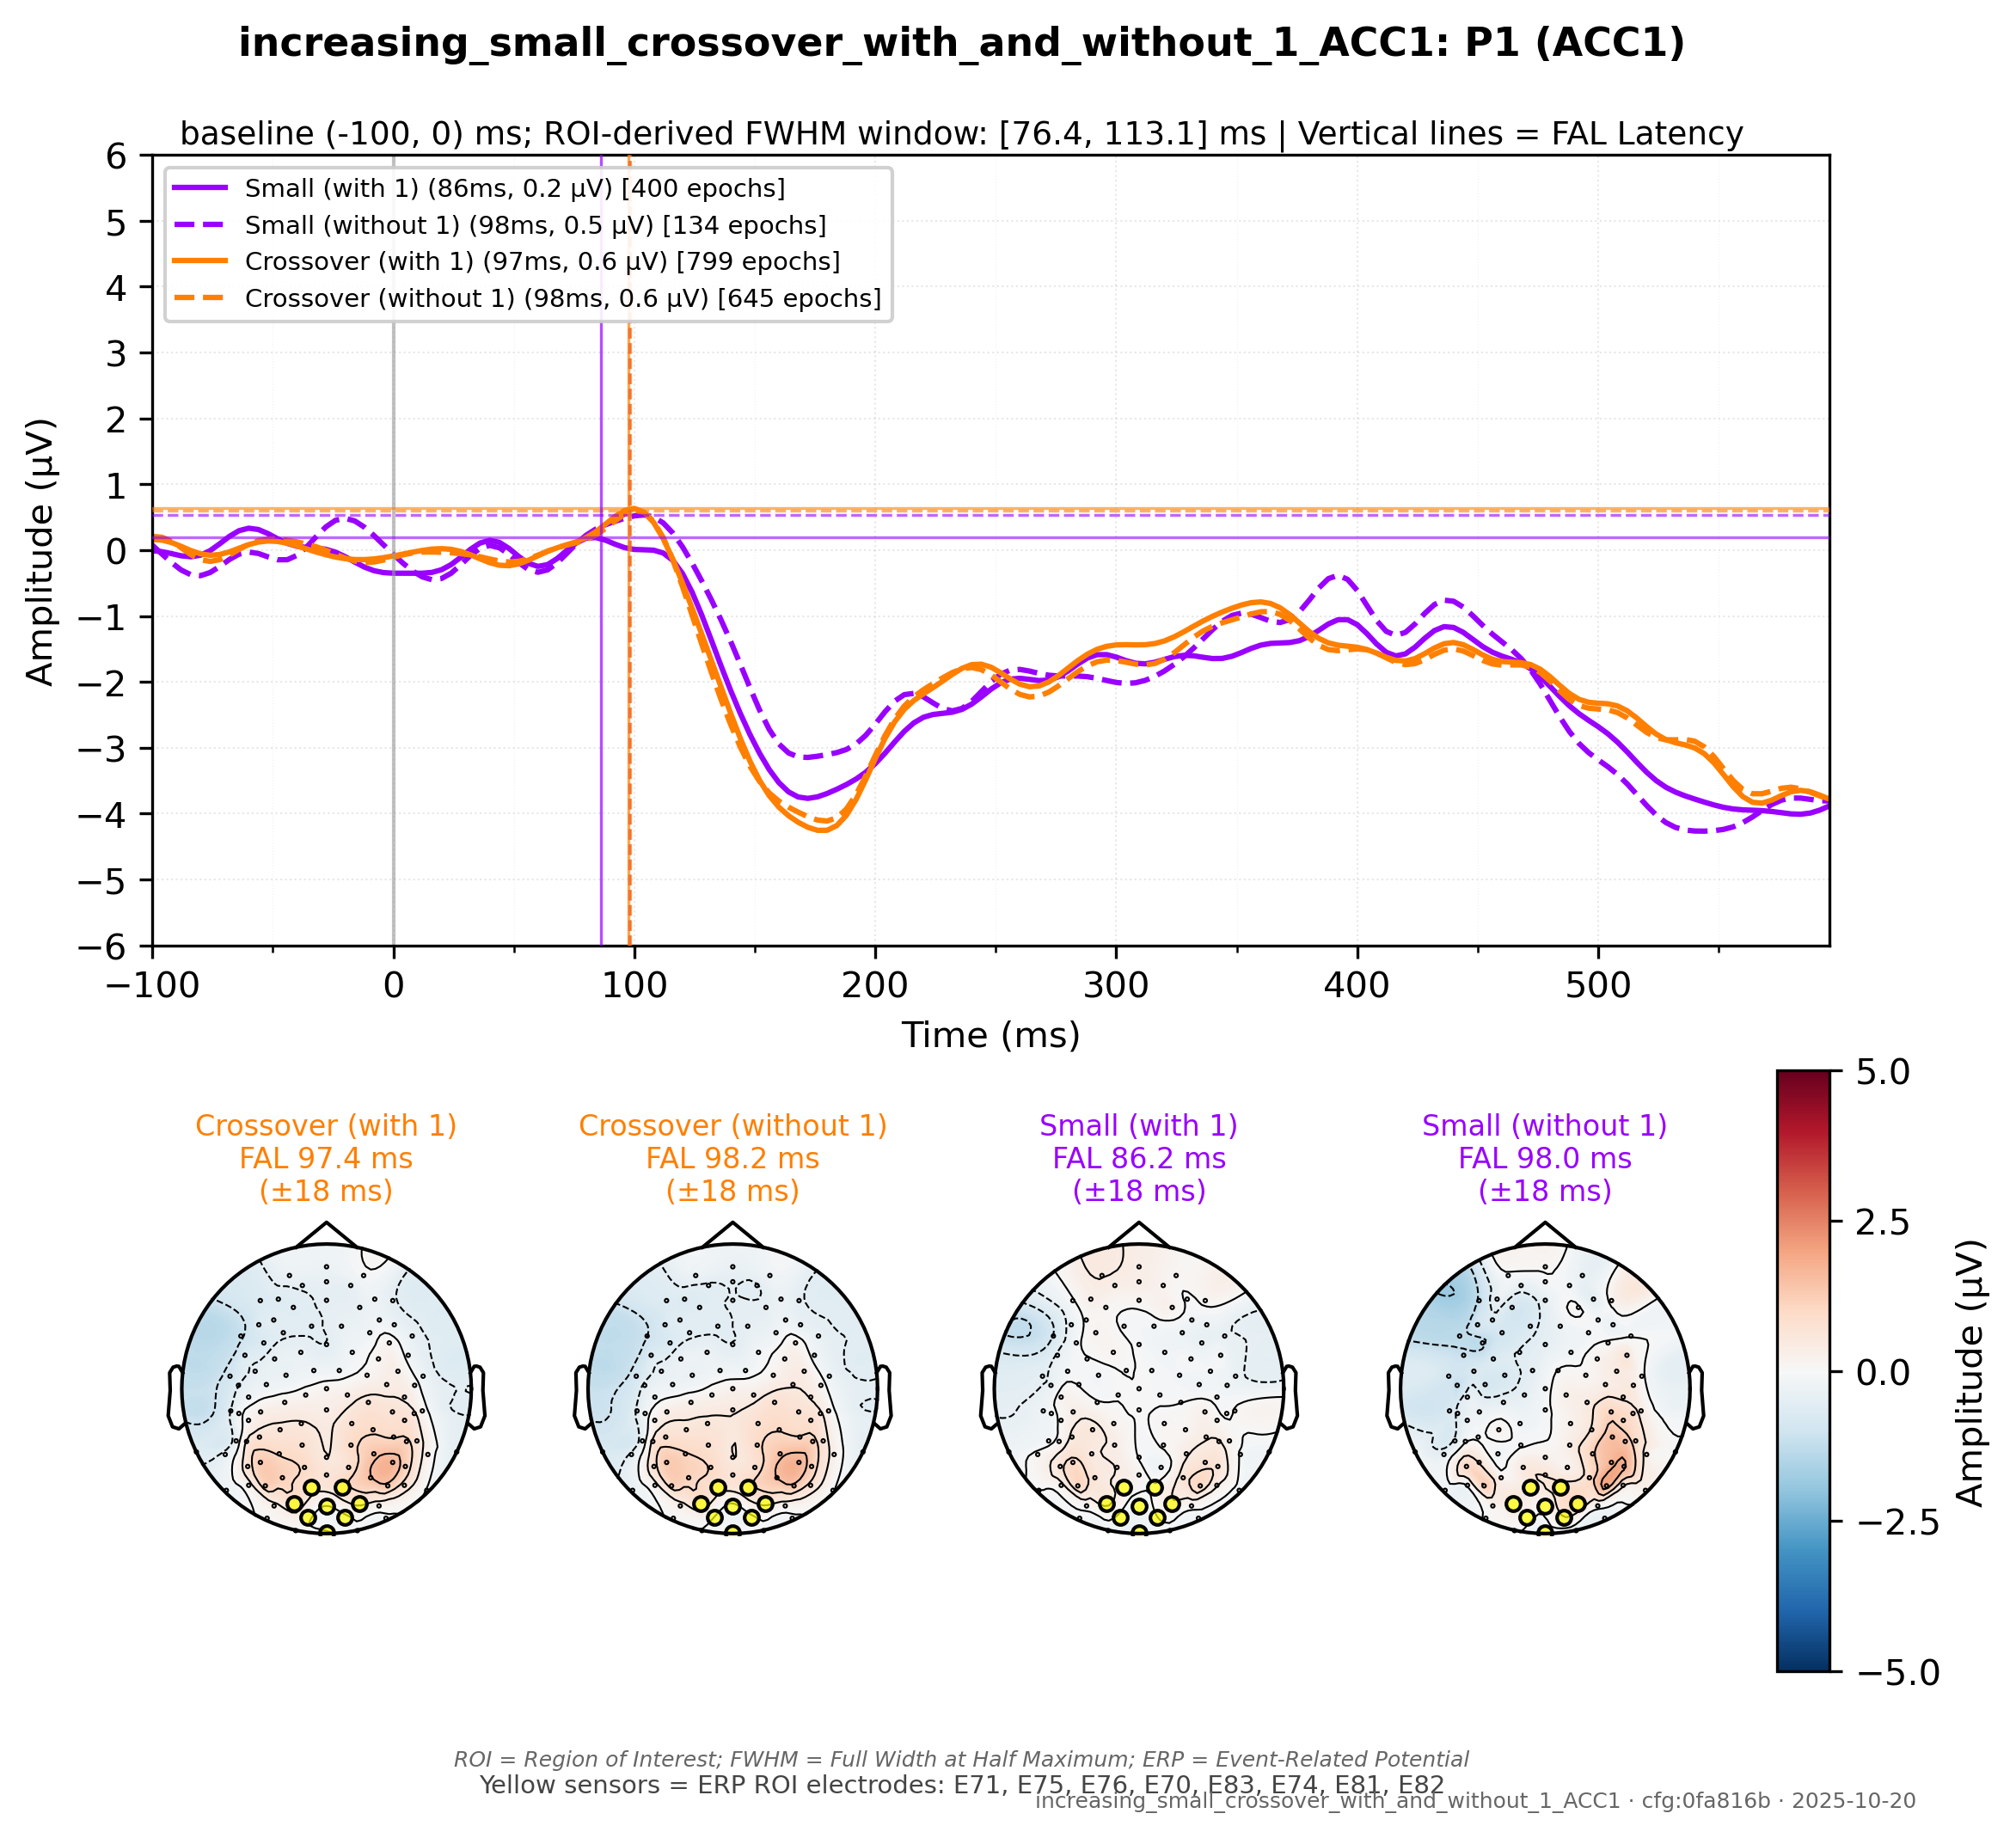 increasing_small_crossover_with_and_without_1_ACC1: P1 (ACC1)
baseline (-100, 0) ms; ROI-derived FWHM window: [76.4, 113.1] ms | Vertical lines = FAL Latency
Small (with 1) (86ms, 0.2 µV) [400 epochs]
Small (without 1) (98ms, 0.5 µV) [134 epochs]
Crossover (with 1) (97ms, 0.6 µV) [799 epochs]
Crossover (without 1) (98ms, 0.6 µV) [645 epochs]
6
5
4
3
2
1
0
−1
−2
−3
−4
−5
−6
Amplitude (µV)
−100 0 100 200 300 400 500
Time (ms)
Crossover (with 1)
FAL 97.4 ms
(±18 ms)
Crossover (without 1)
FAL 98.2 ms
(±18 ms)
Small (with 1)
FAL 86.2 ms
(±18 ms)
Small (without 1)
FAL 98.0 ms
(±18 ms)
5.0
2.5
0.0
−2.5
−5.0
Amplitude (µV)
ROI = Region of Interest; FWHM = Full Width at Half Maximum; ERP = Event-Related Potential
Yellow sensors = ERP ROI electrodes: E71, E75, E76, E70, E83, E74, E81, E82
increasing_small_crossover_with_and_without_1_ACC1 · cfg:0fa816b · 2025-10-20